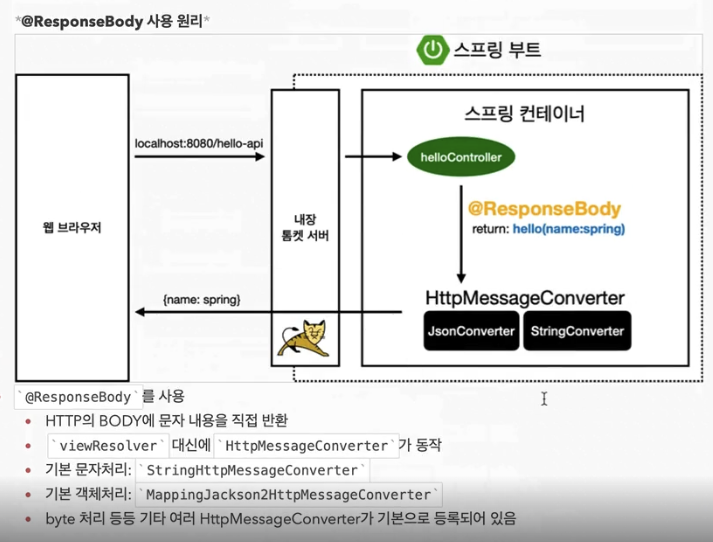 *@ResponseBody 사용 원리*
스프링 부트
스프링 컨테이너
localhost:8080/hello-api
helloController
웹 브라우저
내장
톰켓 서버
@ResponseBody
return: hello(name:spring)
{name: spring}
HttpMessageConverter
JsonConverter
StringConverter
`@ResponseBody`를 사용
• HTTP의 BODY에 문자 내용을 직접 반환
• `viewResolver` 대신에 `HttpMessageConverter`가 동작
• 기본 문자처리: `StringHttpMessageConverter`
• 기본 객체처리: `MappingJackson2HttpMessageConverter`
• byte 처리 등등 기타 여러 HttpMessageConverter가 기본으로 등록되어 있음